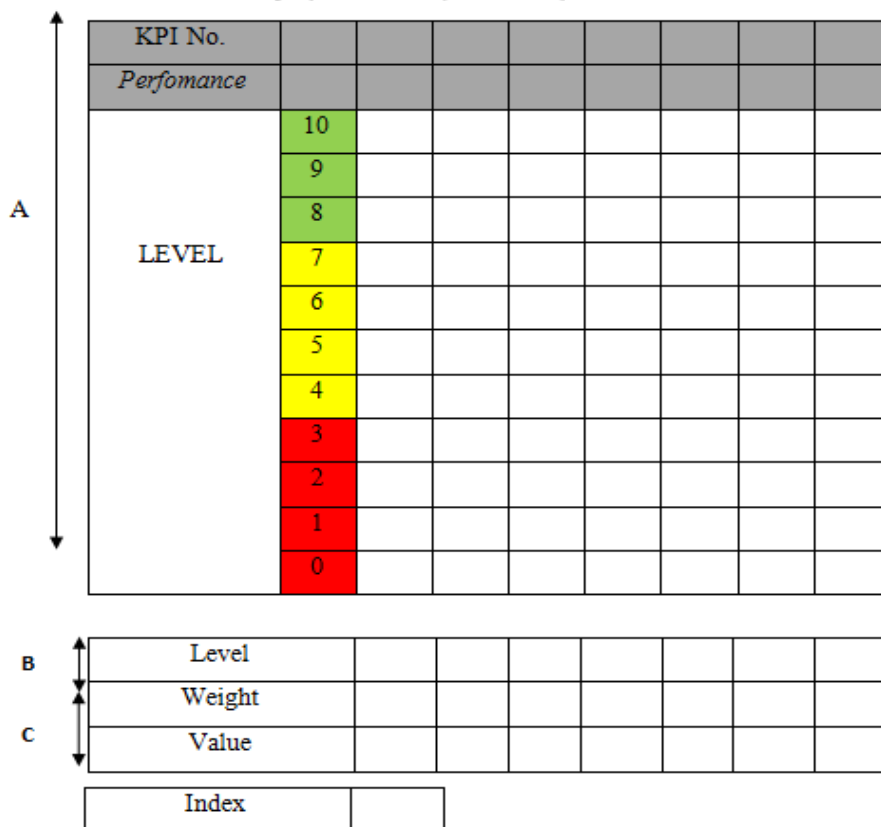 KPI No.
Perfomance
10
9
A
8
LEVEL
7
6
5
4
3
2
1
0
B
Level
Weight
C
Value
Index